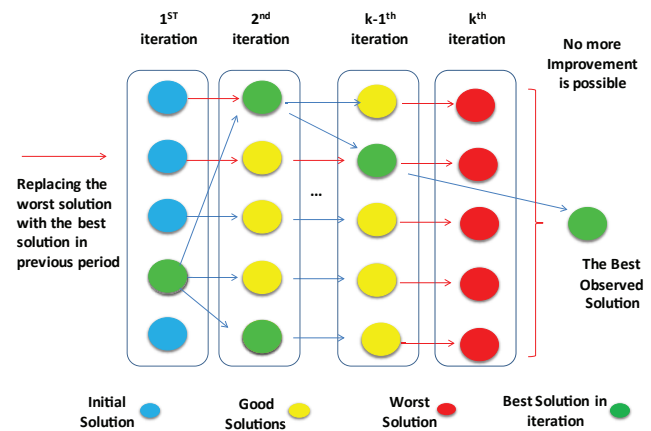 1ST iteration
2nd iteration
k-1th iteration
kth iteration
No more
Improvement
is possible
Replacing the
worst solution
with the best
solution in
previous period
...
The Best
Observed
Solution
Initial
Solution
Good
Solutions
Worst
Solution
Best Solution in
iteration